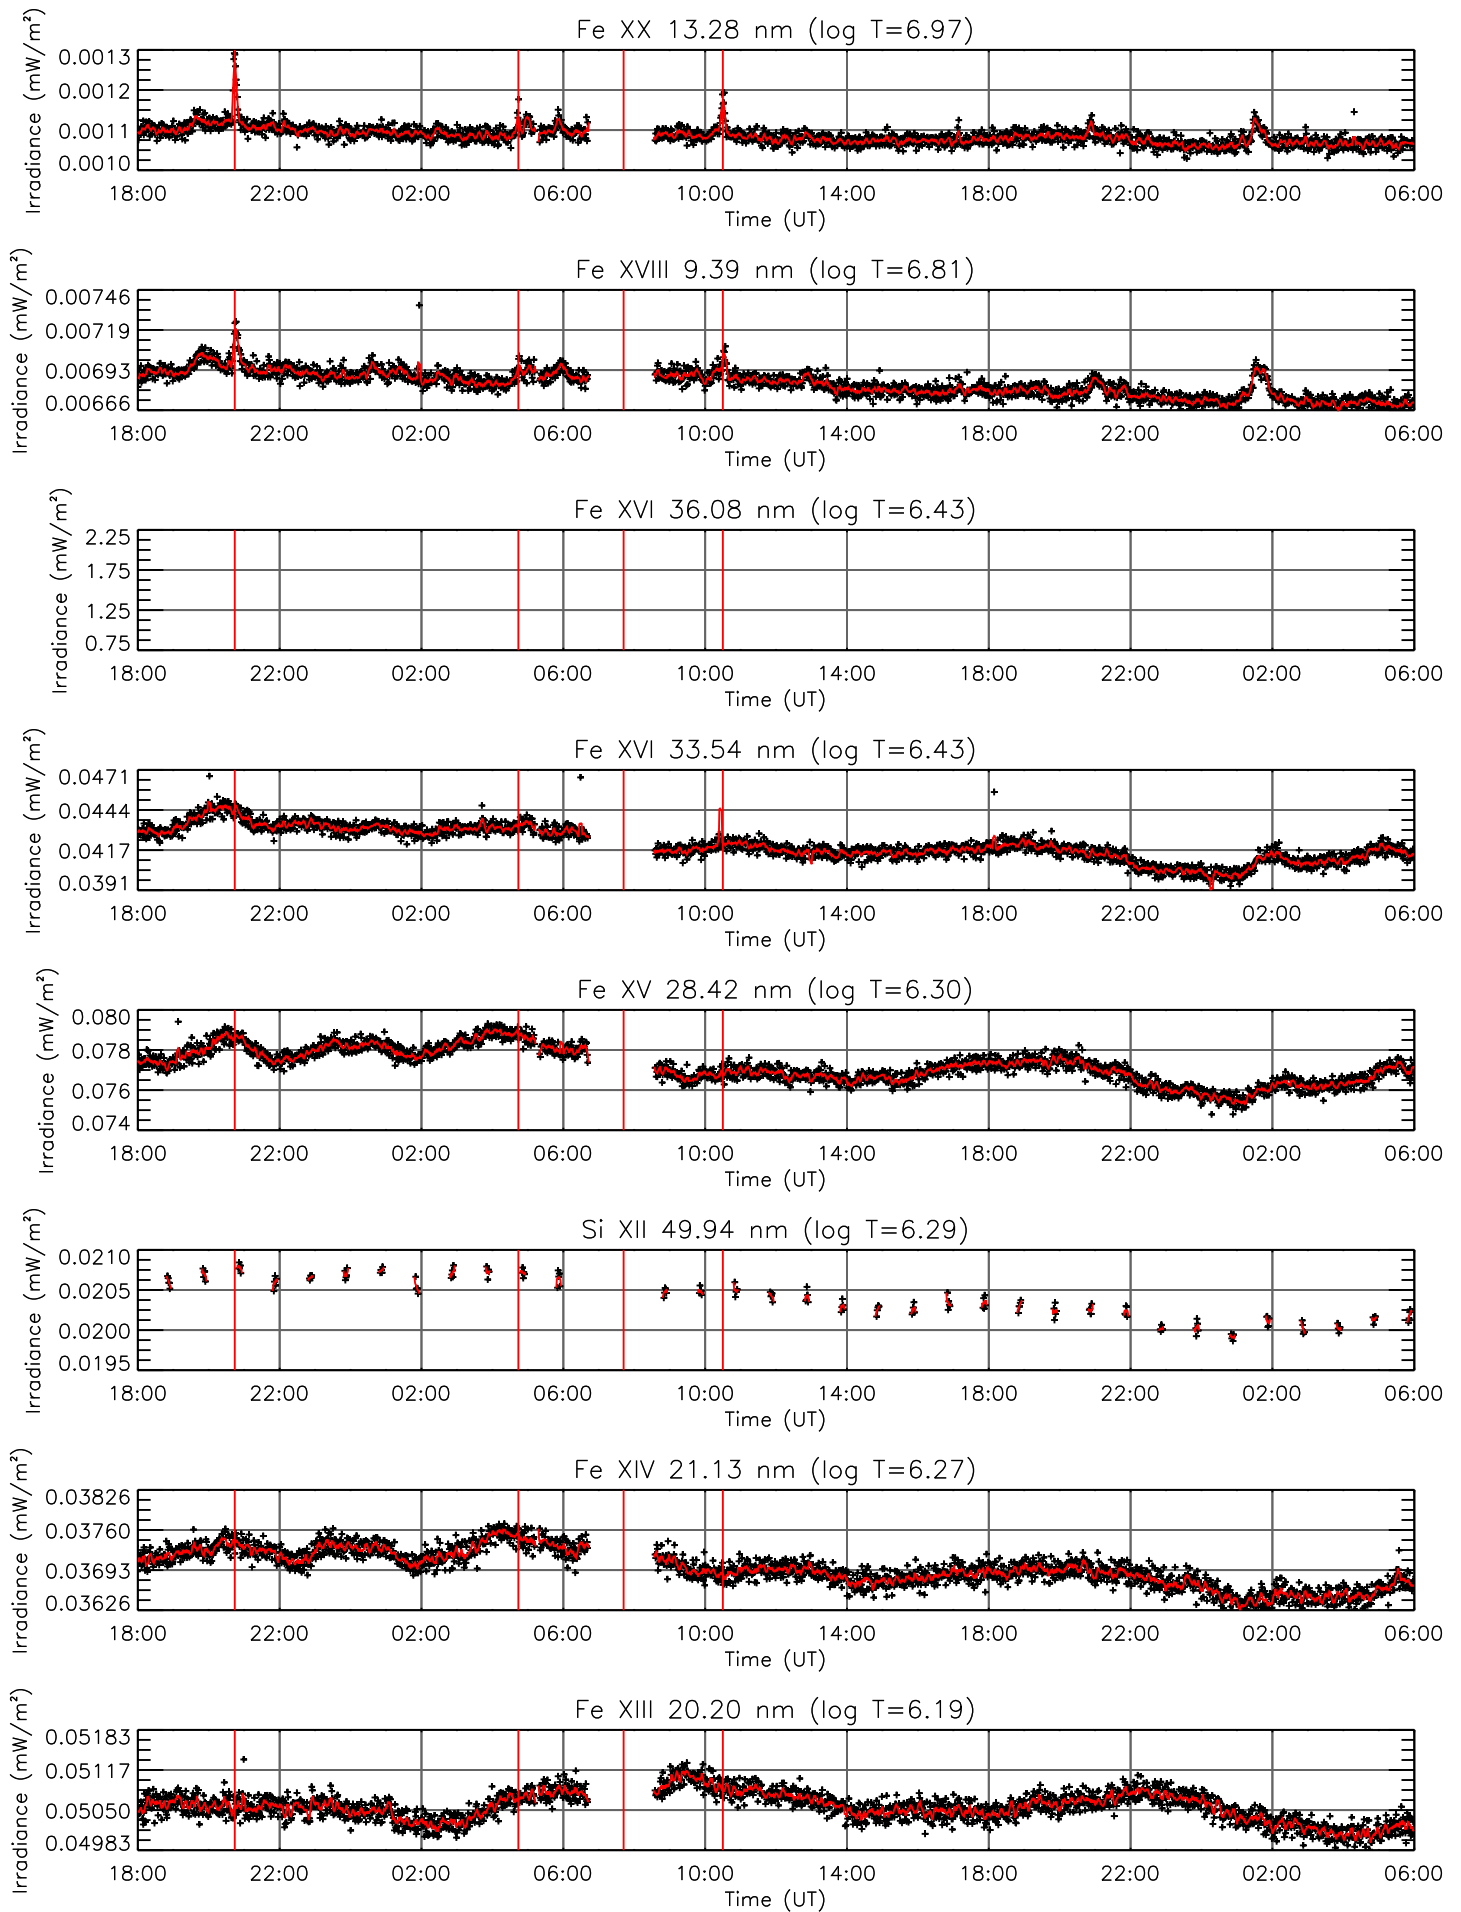 Fe XX 13.28 nm (log T=6.97)
Irradiance (mW/m²)
0.0013
0.0012
0.0011
0.0010
18:00 22:00 02:00 06:00 10:00 14:00 18:00 22:00 02:00 06:00
Time (UT)
Fe XVIII 9.39 nm (log T=6.81)
Irradiance (mW/m²)
0.00746
0.00719
0.00693
0.00666
18:00 22:00 02:00 06:00 10:00 14:00 18:00 22:00 02:00 06:00
Time (UT)
Fe XVI 36.08 nm (log T=6.43)
Irradiance (mW/m²)
2.25
1.75
1.25
0.75
18:00 22:00 02:00 06:00 10:00 14:00 18:00 22:00 02:00 06:00
Time (UT)
Fe XVI 33.54 nm (log T=6.43)
Irradiance (mW/m²)
0.0471
0.0444
0.0417
0.0391
18:00 22:00 02:00 06:00 10:00 14:00 18:00 22:00 02:00 06:00
Time (UT)
Fe XV 28.42 nm (log T=6.30)
Irradiance (mW/m²)
0.080
0.078
0.076
0.074
18:00 22:00 02:00 06:00 10:00 14:00 18:00 22:00 02:00 06:00
Time (UT)
Si XII 49.94 nm (log T=6.29)
Irradiance (mW/m²)
0.0210
0.0205
0.0200
0.0195
18:00 22:00 02:00 06:00 10:00 14:00 18:00 22:00 02:00 06:00
Time (UT)
Fe XIV 21.13 nm (log T=6.27)
Irradiance (mW/m²)
0.03826
0.03760
0.03693
0.03626
18:00 22:00 02:00 06:00 10:00 14:00 18:00 22:00 02:00 06:00
Time (UT)
Fe XIII 20.20 nm (log T=6.19)
Irradiance (mW/m²)
0.05183
0.05117
0.05050
0.04983
18:00 22:00 02:00 06:00 10:00 14:00 18:00 22:00 02:00 06:00
Time (UT)